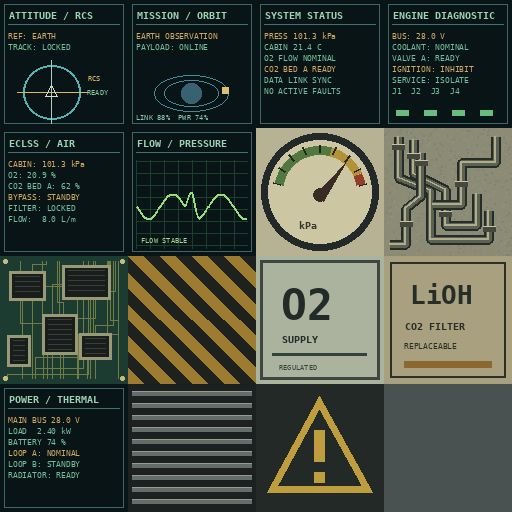 ATTITUDE / RCS
REF: EARTH
TRACK: LOCKED
RCS
READY
MISSION / ORBIT
EARTH OBSERVATION
PAYLOAD: ONLINE
LINK 88% PWR 74%
SYSTEM STATUS
PRESS 101.3 kPa
CABIN 21.4 C
O2 FLOW NOMINAL
CO2 BED A READY
DATA LINK SYNC
NO ACTIVE FAULTS
ENGINE DIAGNOSTIC
BUS: 28.0 V
COOLANT: NOMINAL
VALVE A: READY
IGNITION: INHIBIT
SERVICE: ISOLATE
J1 J2 J3 J4
ECLSS / AIR
CABIN: 101.3 kPa
O2: 20.9 %
CO2 BED A: 62 %
BYPASS: STANDBY
FILTER: LOCKED
FLOW: 8.0 L/m
FLOW / PRESSURE
FLOW STABLE
kPa
O2
SUPPLY
REGULATED
LiOH
CO2 FILTER
REPLACEABLE
POWER / THERMAL
MAIN BUS 28.0 V
LOAD 2.40 kW
BATTERY 74 %
LOOP A: NOMINAL
LOOP B: STANDBY
RADIATOR: READY